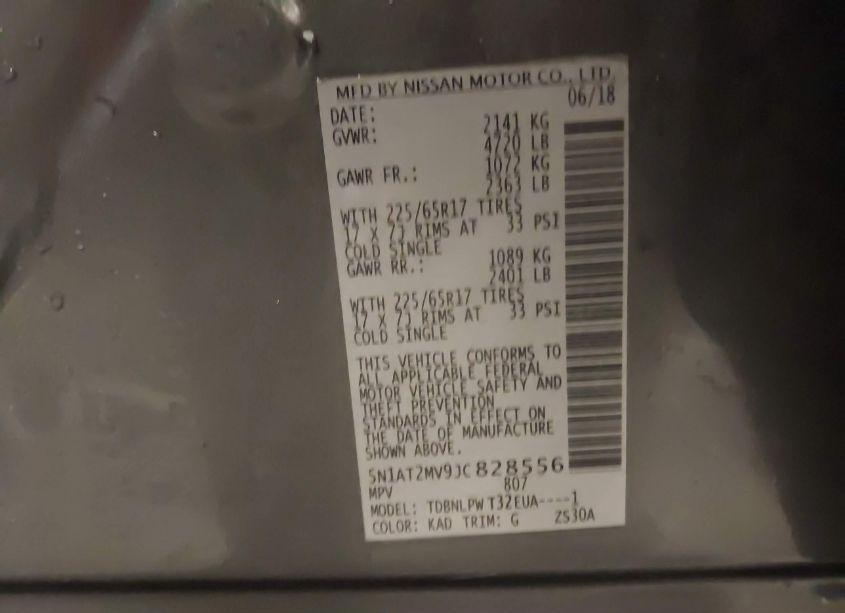 MFD BY NISSAN MOTOR CO., LTD.
DATE: 06/18
GVWR: 2141 KG
4720 LB
GAWR FR.: 1072 KG
2363 LB
WITH 225/65R17 TIRES
17 X 7J RIMS AT 33 PSI
COLD SINGLE
GAWR RR.: 1089 KG
2401 LB
WITH 225/65R17 TIRES
17 X 7J RIMS AT 33 PSI
COLD SINGLE
THIS VEHICLE CONFORMS TO
ALL APPLICABLE FEDERAL
MOTOR VEHICLE SAFETY AND
THEFT PREVENTION
STANDARDS IN EFFECT ON
THE DATE OF MANUFACTURE
SHOWN ABOVE.
5N1AT2MV9JC828556
MPV 807
MODEL: TDBNLPW T32EUA----1
COLOR: KAD TRIM: G ZS30A